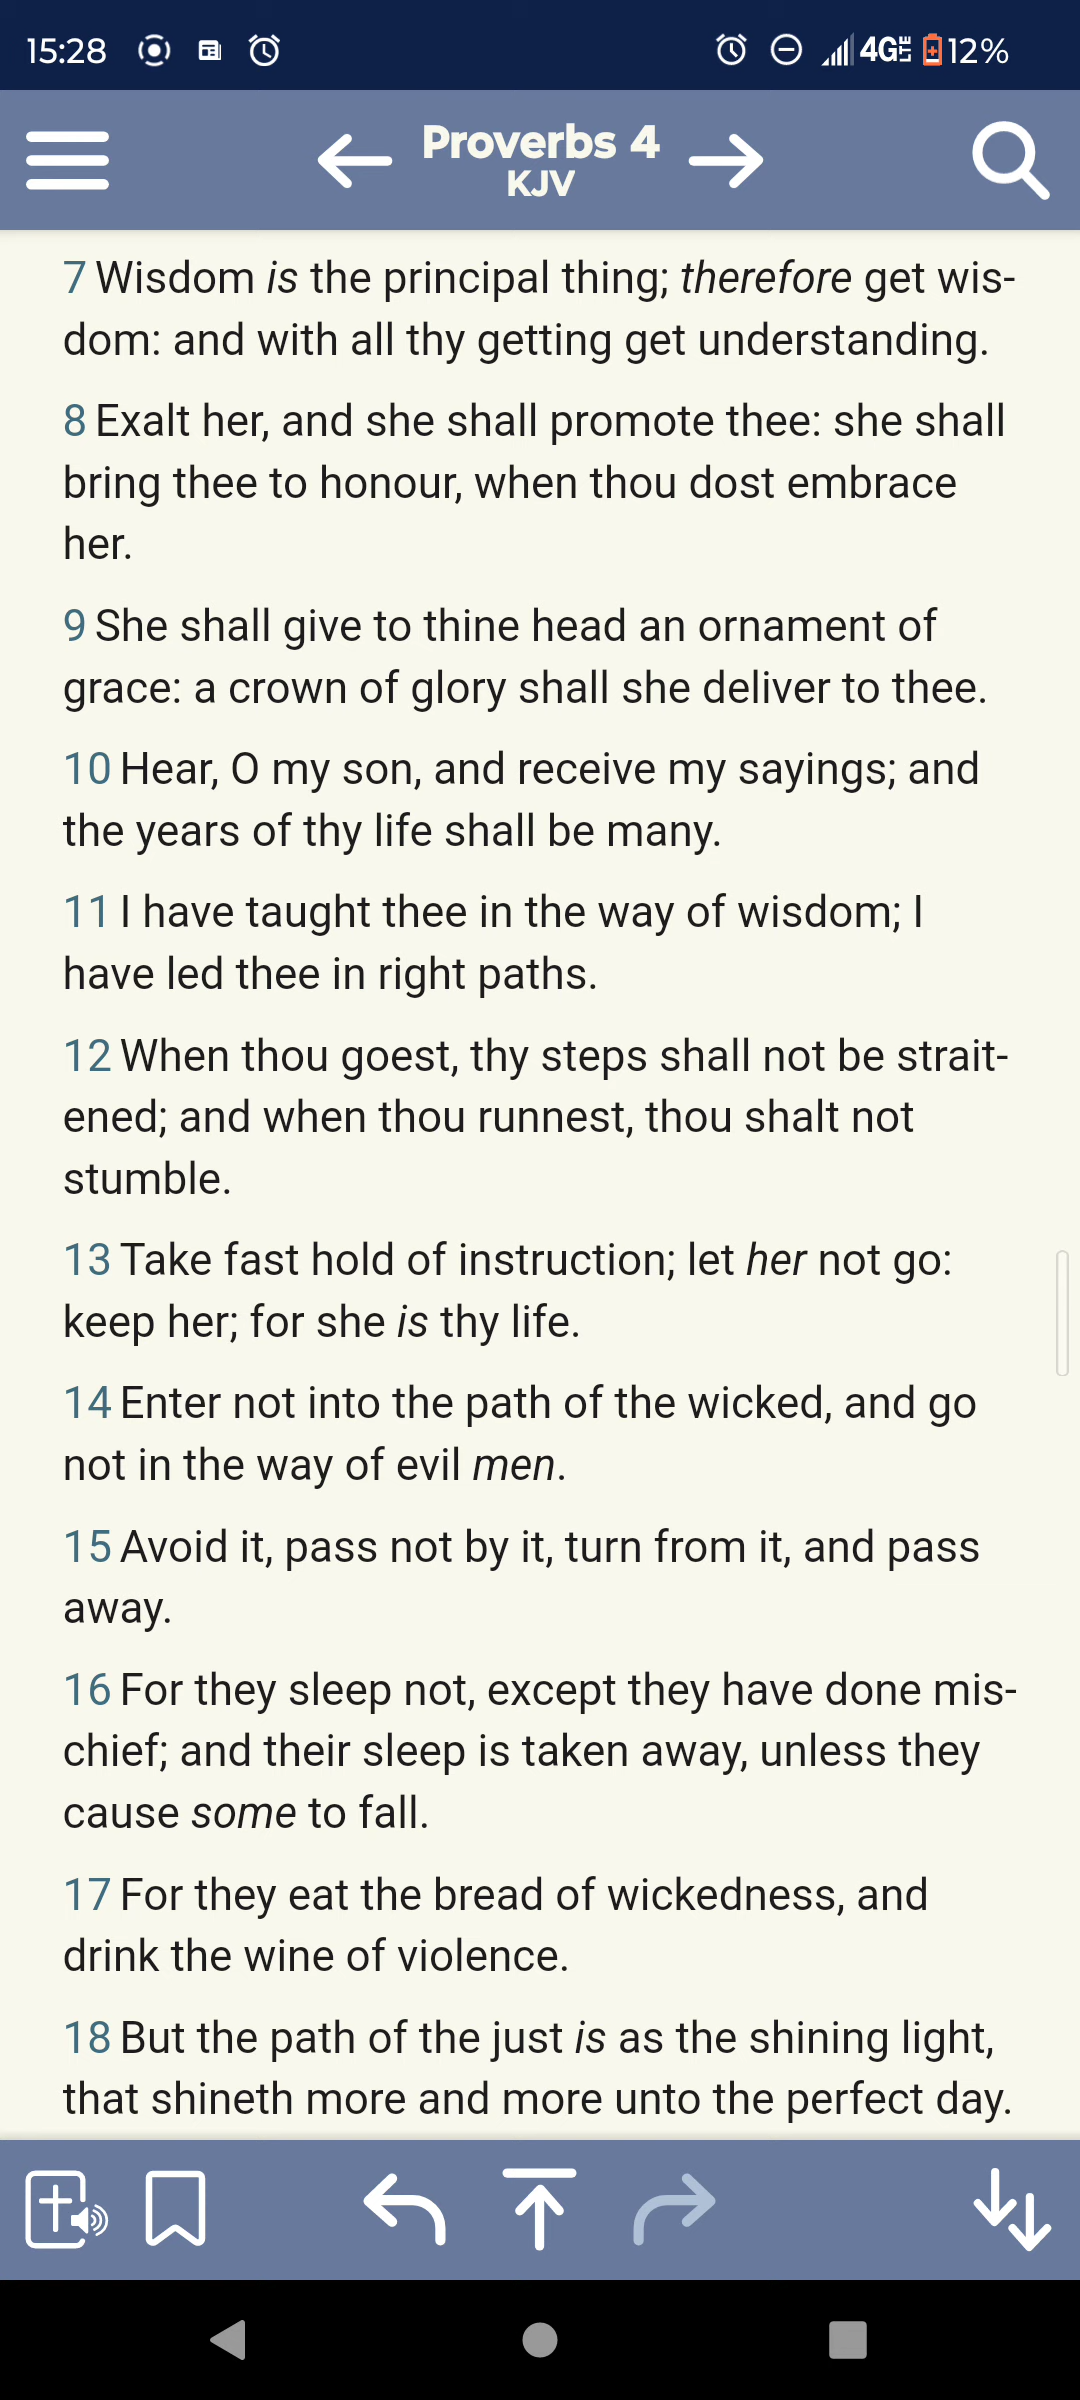 15:28 4G LTE 12%
Proverbs 4
KJV
7 Wisdom is the principal thing; therefore get wis-
dom: and with all thy getting get understanding.
8 Exalt her, and she shall promote thee: she shall
bring thee to honour, when thou dost embrace
her.
9 She shall give to thine head an ornament of
grace: a crown of glory shall she deliver to thee.
10 Hear, O my son, and receive my sayings; and
the years of thy life shall be many.
11 I have taught thee in the way of wisdom; I
have led thee in right paths.
12 When thou goest, thy steps shall not be strait-
ened; and when thou runnest, thou shalt not
stumble.
13 Take fast hold of instruction; let her not go:
keep her; for she is thy life.
14 Enter not into the path of the wicked, and go
not in the way of evil men.
15 Avoid it, pass not by it, turn from it, and pass
away.
16 For they sleep not, except they have done mis-
chief; and their sleep is taken away, unless they
cause some to fall.
17 For they eat the bread of wickedness, and
drink the wine of violence.
18 But the path of the just is as the shining light,
that shineth more and more unto the perfect day.